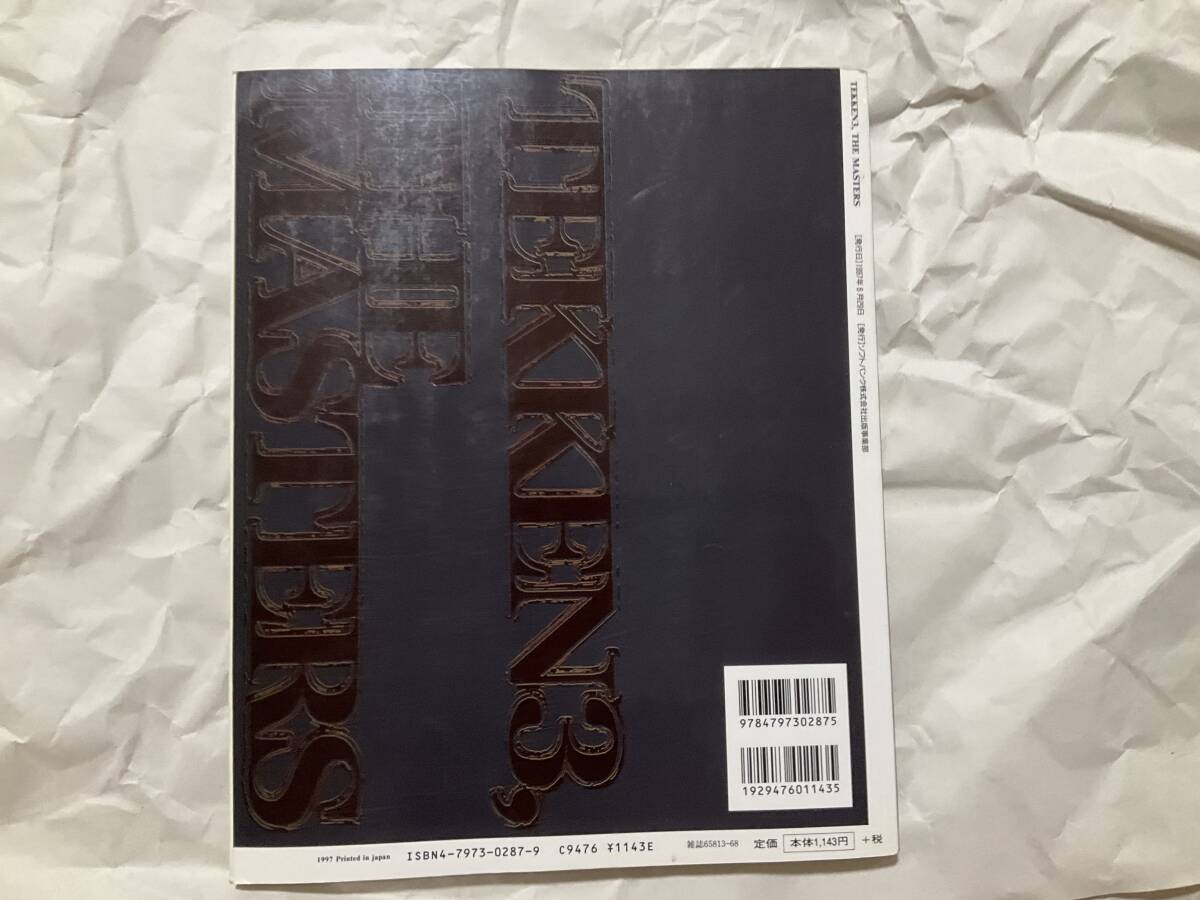 TEKKEN3,
THE
MASTERS
TEKKEN3, THE MASTERS [発行日]1997年6月29日 [発行]ソフトバンク株式会社出版事業部
9784797302875
1929476011435
1997 Printed in japan ISBN4-7973-0287-9 C9476 ¥1143E 雑誌65813-68 定価 本体1,143円 +税